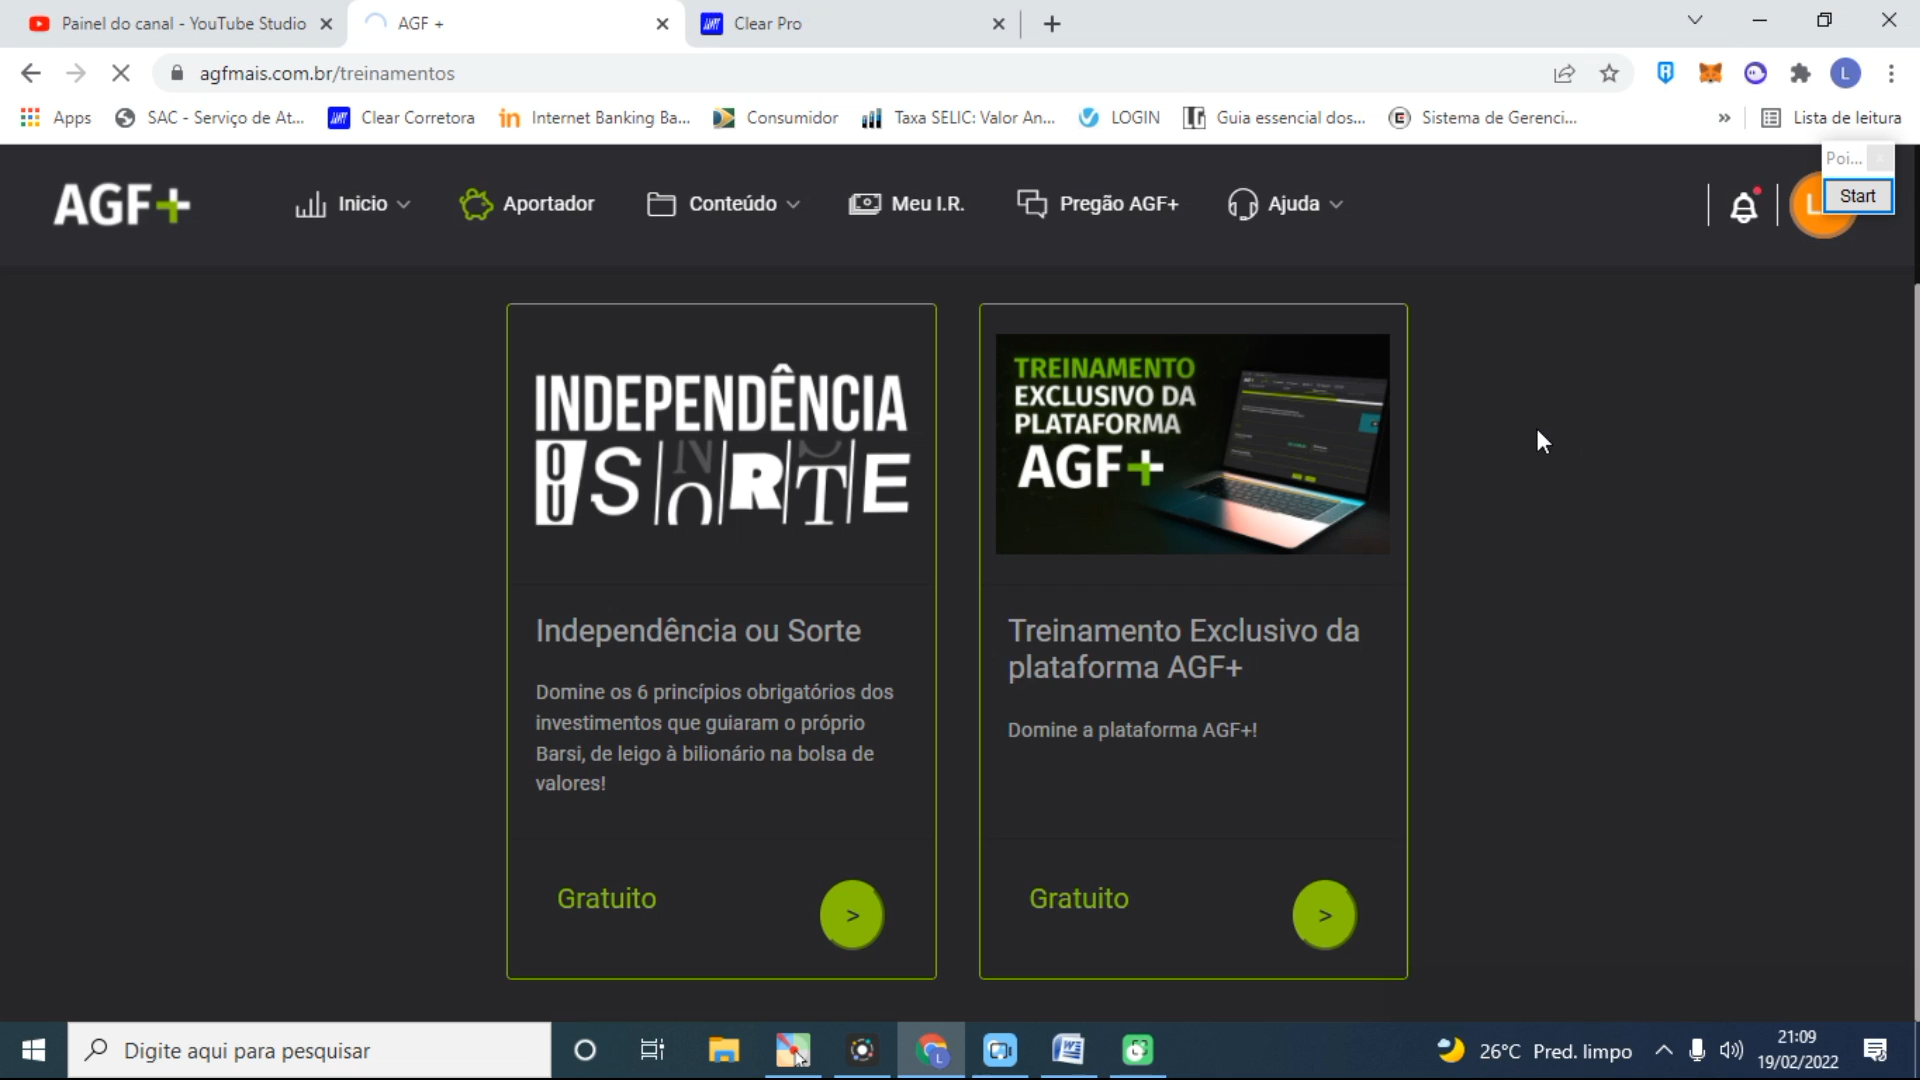 Painel do canal - YouTube Studio
AGF +
Clear Pro
agfmais.com.br/treinamentos
L
Apps
SAC - Serviço de At...
Clear Corretora
in Internet Banking Ba...
Consumidor
Taxa SELIC: Valor An...
LOGIN
Guia essencial dos...
Sistema de Gerenci...
»
Lista de leitura
Poi...
Start
AGF+
Inicio
Aportador
Conteúdo
Meu I.R.
Pregão AGF+
Ajuda
L
INDEPENDÊNCIA
OU SORTE
TREINAMENTO
EXCLUSIVO DA
PLATAFORMA
AGF+
Independência ou Sorte
Domine os 6 princípios obrigatórios dos
investimentos que guiaram o próprio
Barsi, de leigo à bilionário na bolsa de
valores!
Gratuito
>
Treinamento Exclusivo da
plataforma AGF+
Domine a plataforma AGF+!
Gratuito
>
Digite aqui para pesquisar
26°C Pred. limpo
21:09
19/02/2022